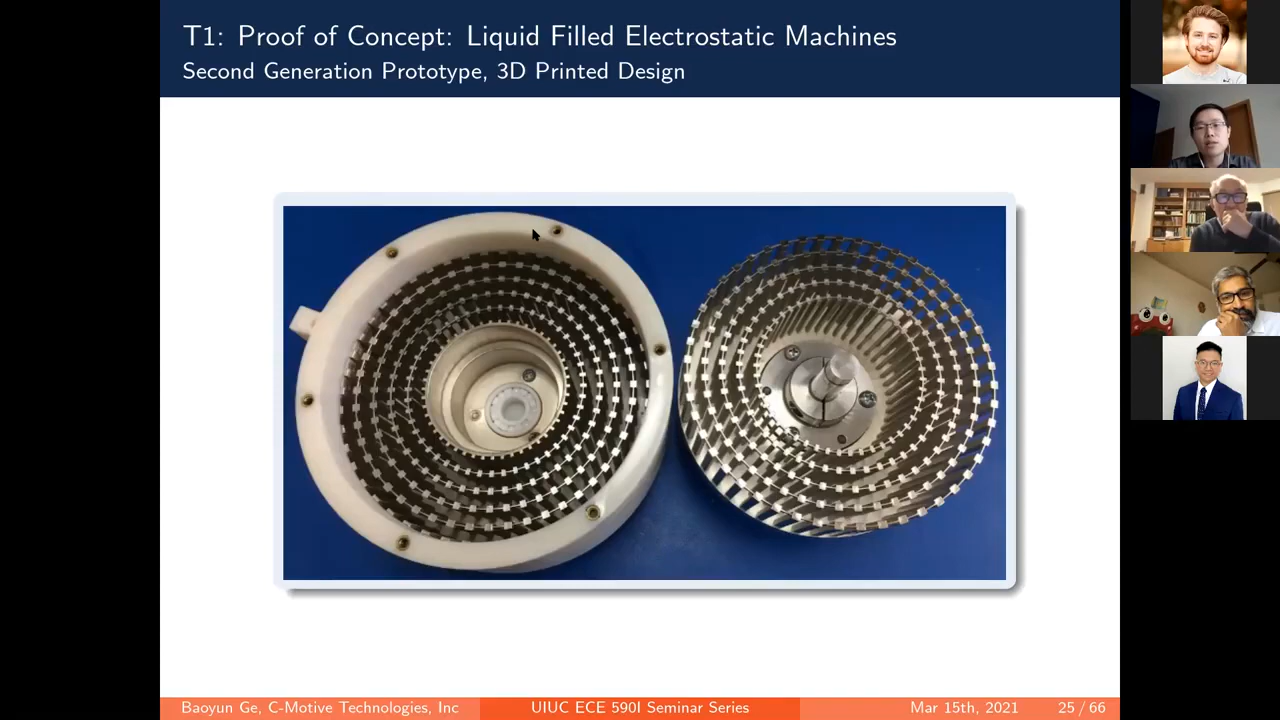 T1: Proof of Concept: Liquid Filled Electrostatic Machines
Second Generation Prototype, 3D Printed Design
Baoyun Ge, C-Motive Technologies, Inc UIUC ECE 590I Seminar Series Mar 15th, 2021 25 / 66